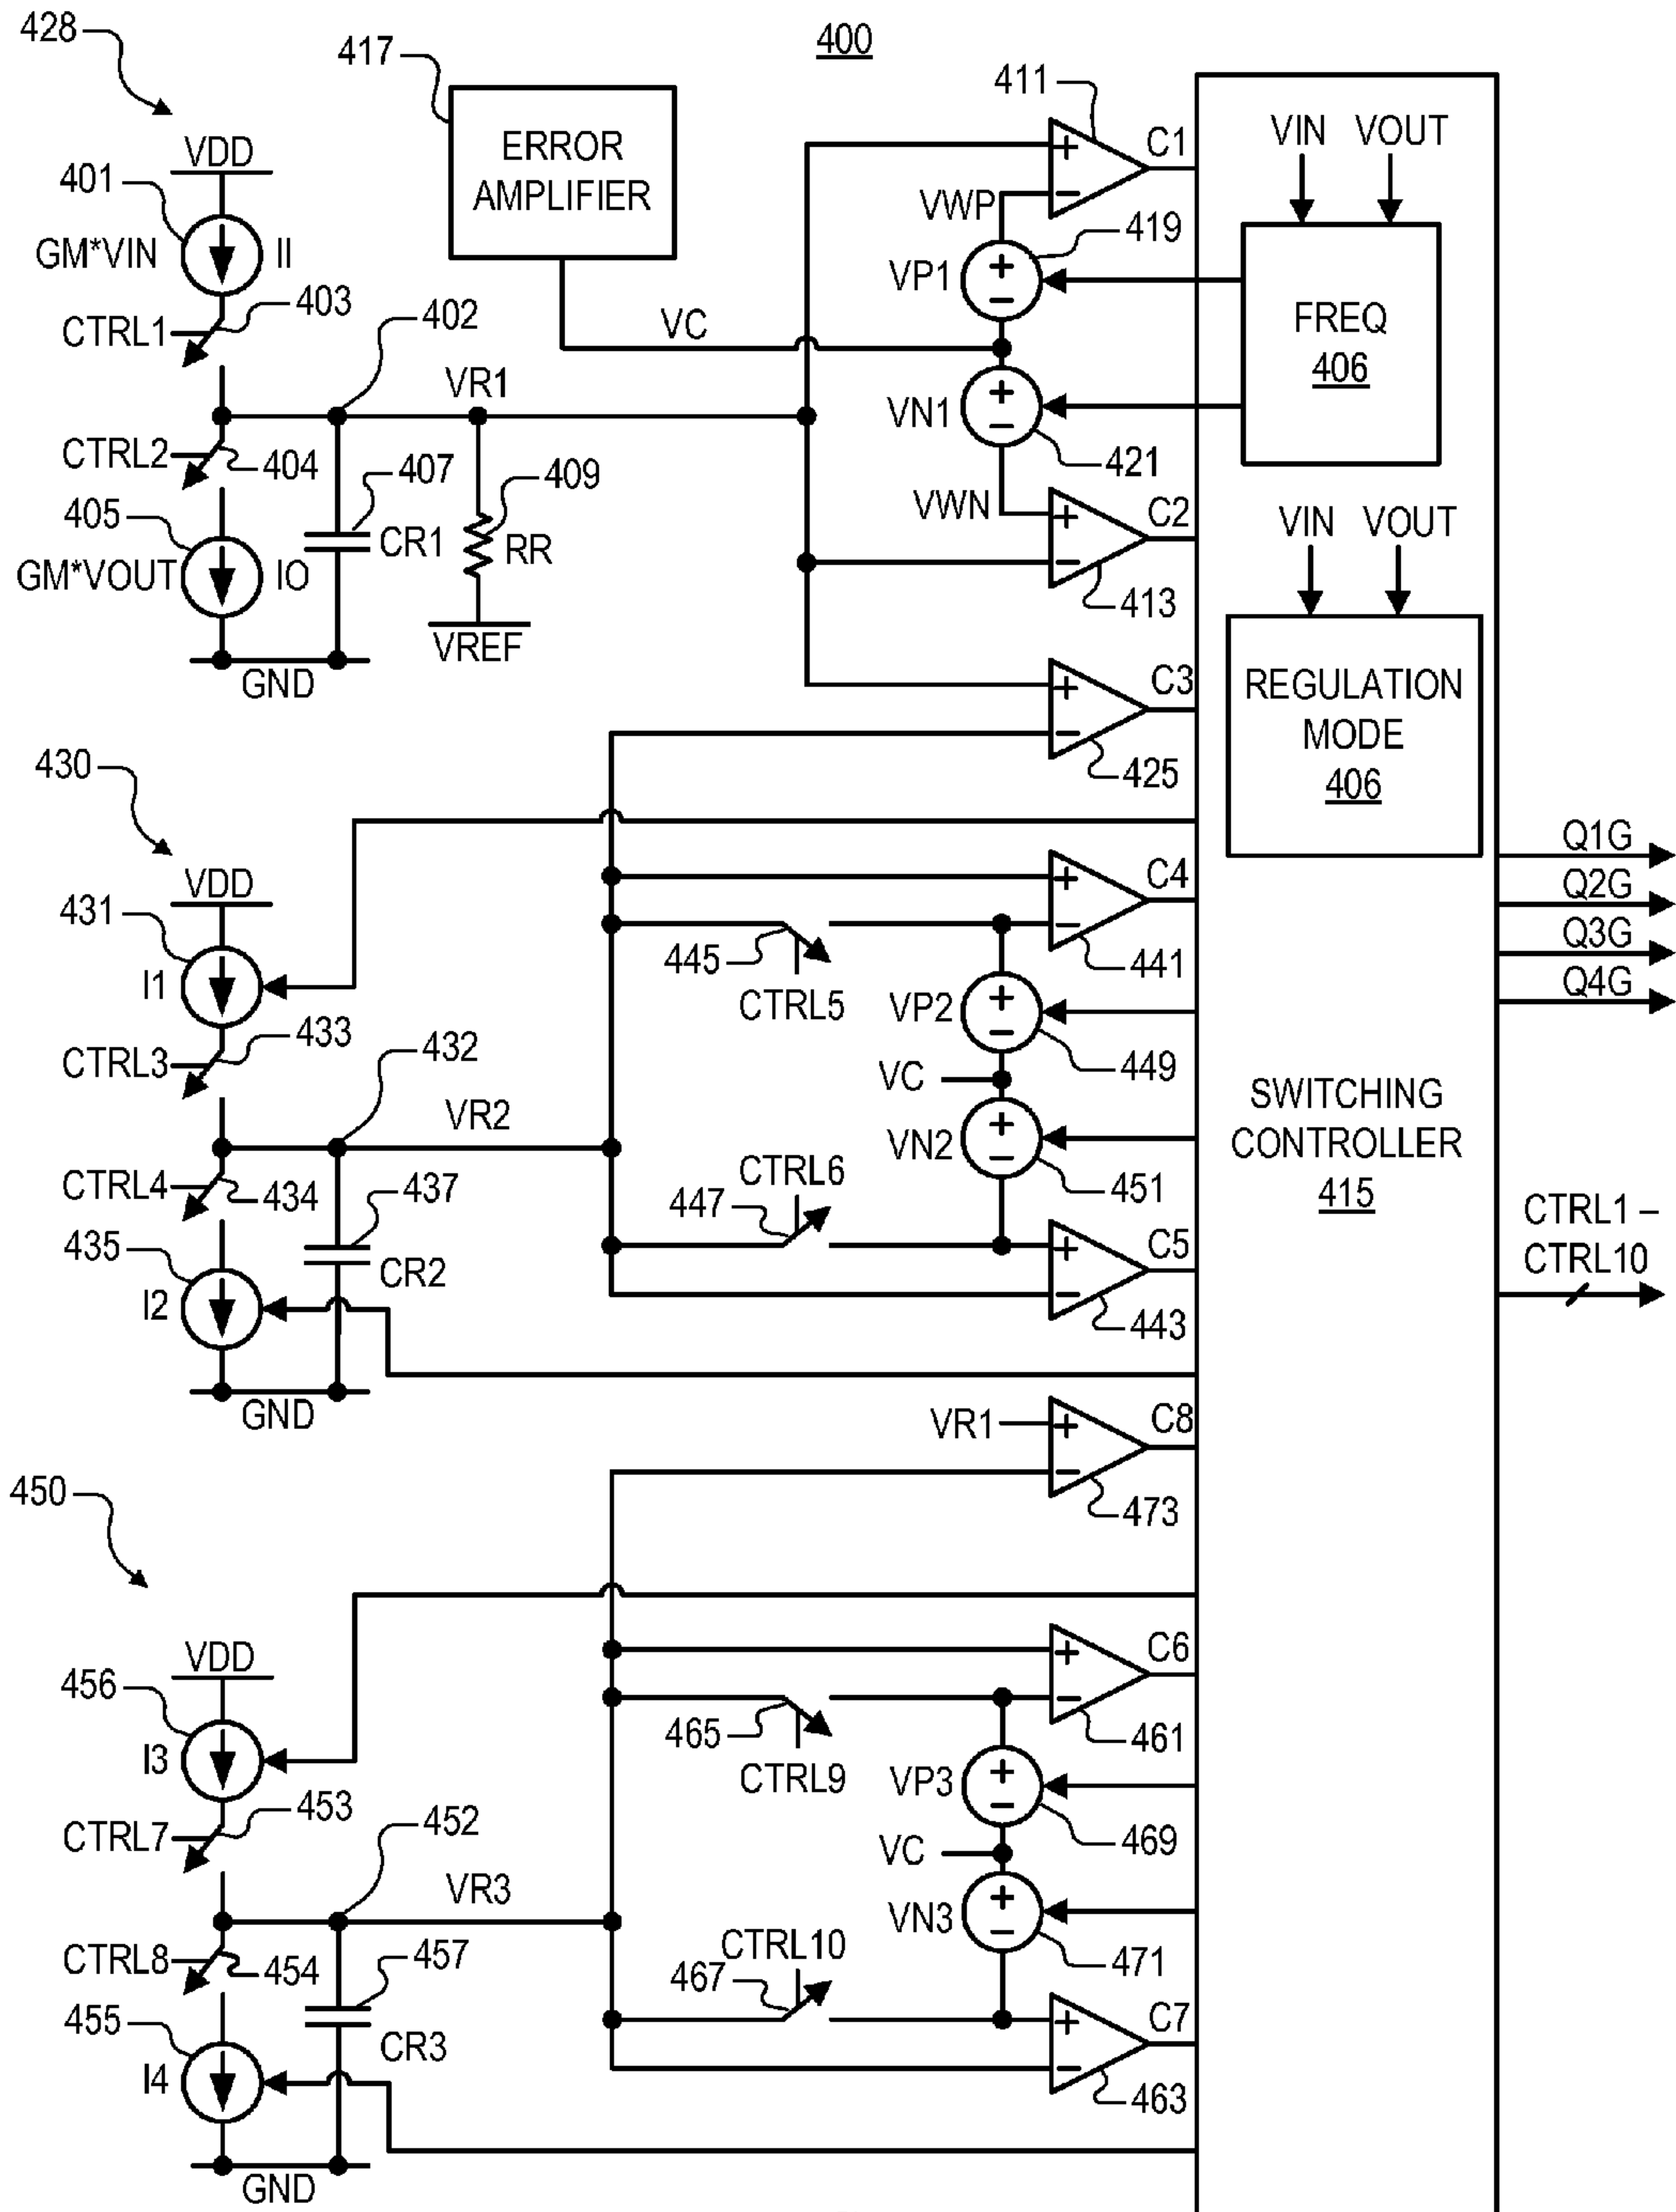 400
428
VDD
401
GM*VIN
II
CTRL1
403
402
VR1
CTRL2
404
405
GM*VOUT
IO
407
CR1
409
RR
VREF
GND
417
ERROR
AMPLIFIER
VC
411
+
−
C1
VWP
419
VP1
+
−
VN1
+
−
421
VWN
+
−
C2
413
+
−
C3
425
VIN
VOUT
FREQ
406
VIN
VOUT
REGULATION
MODE
406
430
VDD
431
I1
CTRL3
433
432
VR2
CTRL4
434
435
I2
437
CR2
GND
445
CTRL5
CTRL6
447
+
−
C4
441
VP2
+
−
449
VC
VN2
+
−
451
+
−
C5
443
SWITCHING
CONTROLLER
415
Q1G
Q2G
Q3G
Q4G
CTRL1 –
CTRL10
VR1
+
−
C8
473
450
VDD
456
I3
CTRL7
453
452
VR3
CTRL8
454
455
I4
457
CR3
GND
465
CTRL9
CTRL10
467
+
−
C6
461
VP3
+
−
469
VC
VN3
+
−
471
+
−
C7
463